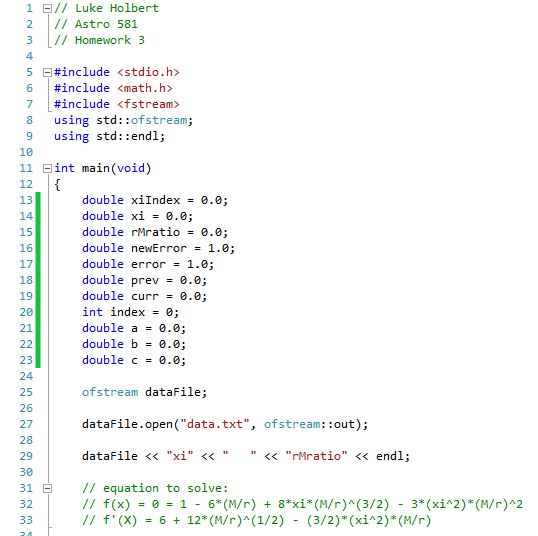 1 // Luke Holbert
2 // Astro 581
3 // Homework 3
4
5 #include <stdio.h>
6 #include <math.h>
7 #include <fstream>
8 using std::ofstream;
9 using std::endl;
10
11 int main(void)
12 {
13 double xiIndex = 0.0;
14 double xi = 0.0;
15 double rMratio = 0.0;
16 double newError = 1.0;
17 double error = 1.0;
18 double prev = 0.0;
19 double curr = 0.0;
20 int index = 0;
21 double a = 0.0;
22 double b = 0.0;
23 double c = 0.0;
24
25 ofstream dataFile;
26
27 dataFile.open("data.txt", ofstream::out);
28
29 dataFile << "xi" << "   " << "rMratio" << endl;
30
31 // equation to solve:
32 // f(x) = 0 = 1 - 6*(M/r) + 8*xi*(M/r)^(3/2) - 3*(xi^2)*(M/r)^2
33 // f'(X) = 6 + 12*(M/r)^(1/2) - (3/2)*(xi^2)*(M/r)